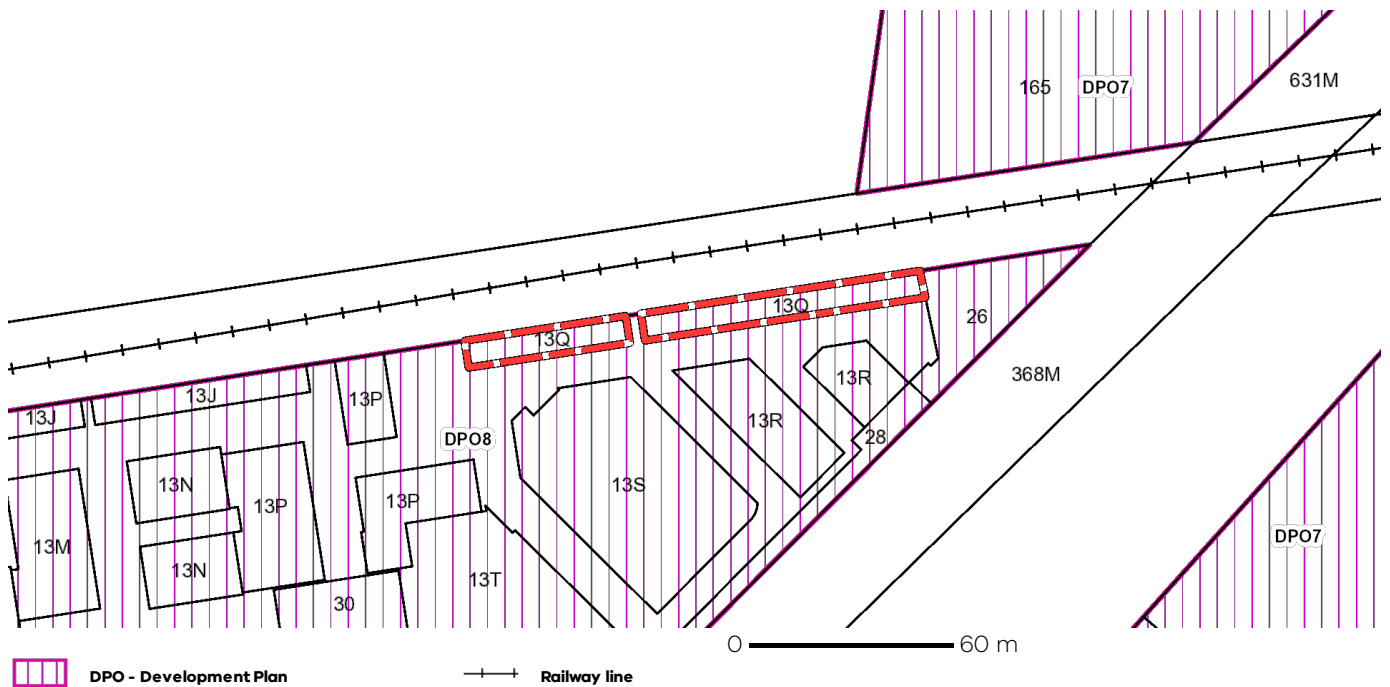 631M
165 DPO7
13Q
26
13Q
368M
13R
13J
13P
13J
13R
28
DPO8
13S
13N
13P
13P
DPO7
13M
13N
13T
30
0 60 m
DPO - Development Plan Railway line